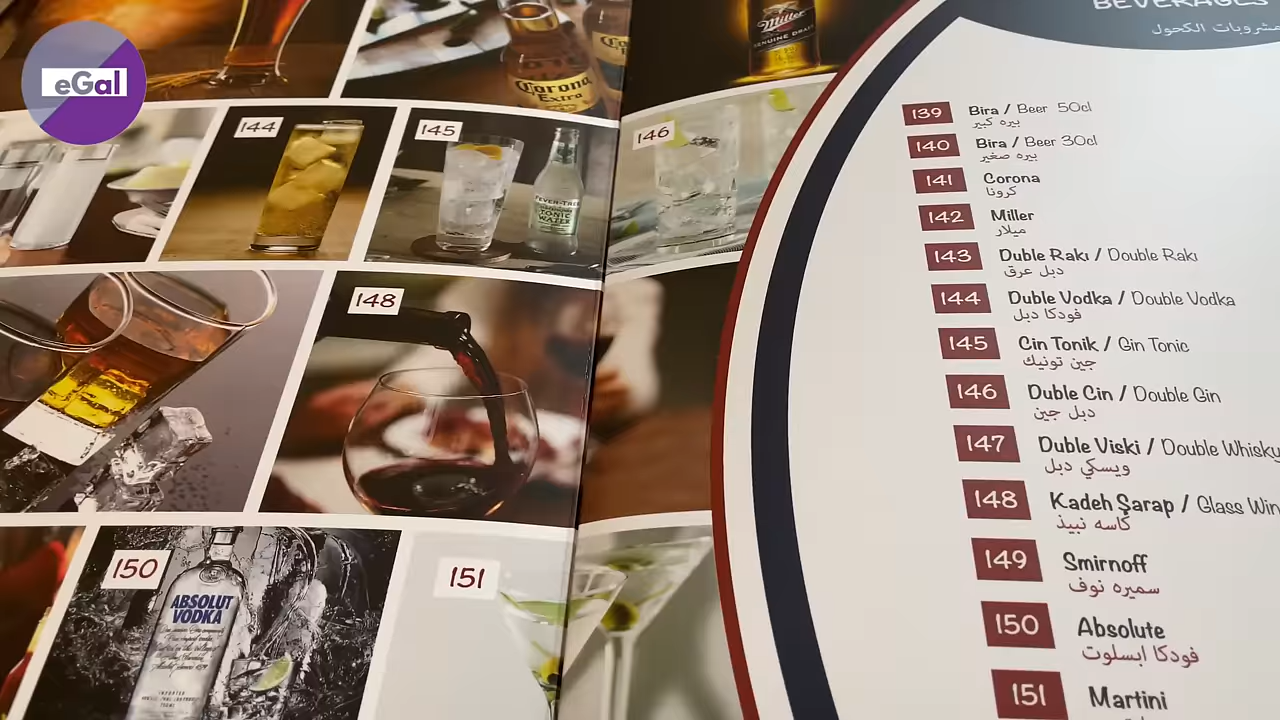 eGal
Corona
Extra
Miller
GENUINE DRAFT
144
145
146
FEVER-TREE
TONIC
WATER
148
150
ABSOLUT
VODKA
IMPORTED
151
BEVERAGES
مشروبات الكحول
139 Bira / Beer 50cl
بيره كبير
140 Bira / Beer 30cl
بيره صغير
141 Corona
كرونا
142 Miller
ميلار
143 Duble Rakı / Double Rakı
دبل عرق
144 Duble Vodka / Double Vodka
فودكا دبل
145 Cin Tonik / Gin Tonic
جين تونيك
146 Duble Cin / Double Gin
دبل جين
147 Duble Viski / Double Whisky
ويسكي دبل
148 Kadeh Şarap / Glass Win
كاسه نبيذ
149 Smirnoff
سميره نوف
150 Absolute
فودكا ابسلوت
151 Martini